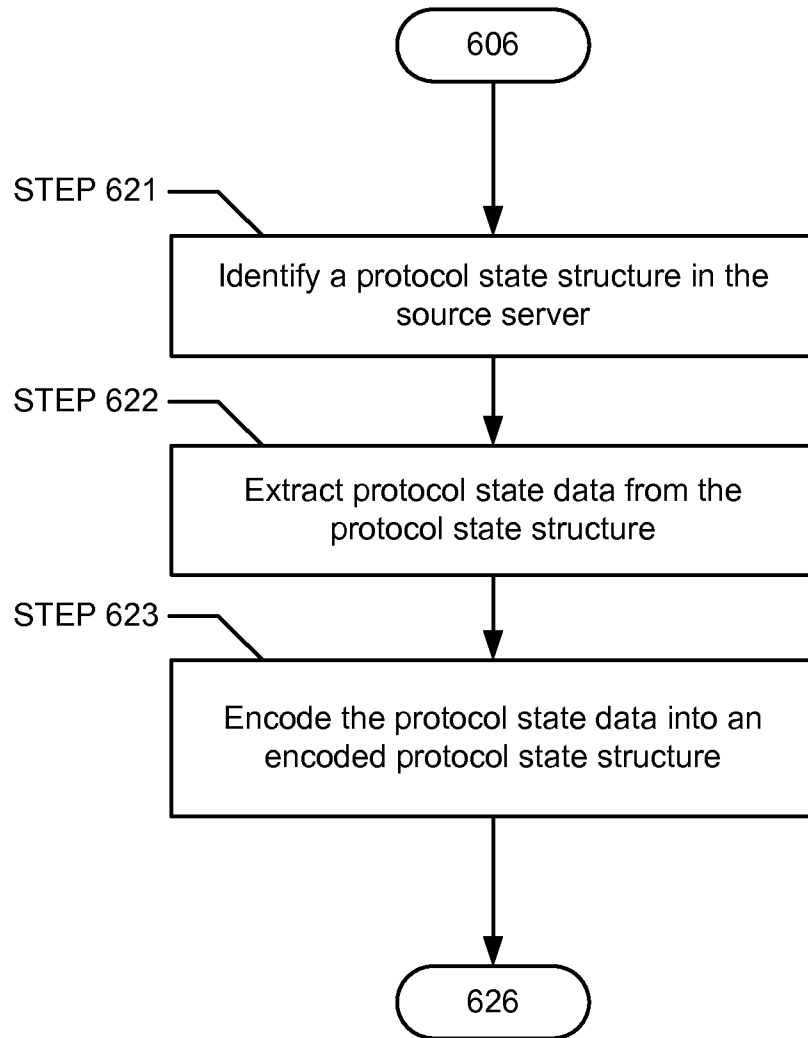 606
STEP 621
Identify a protocol state structure in the
source server
STEP 622
Extract protocol state data from the
protocol state structure
STEP 623
Encode the protocol state data into an
encoded protocol state structure
626